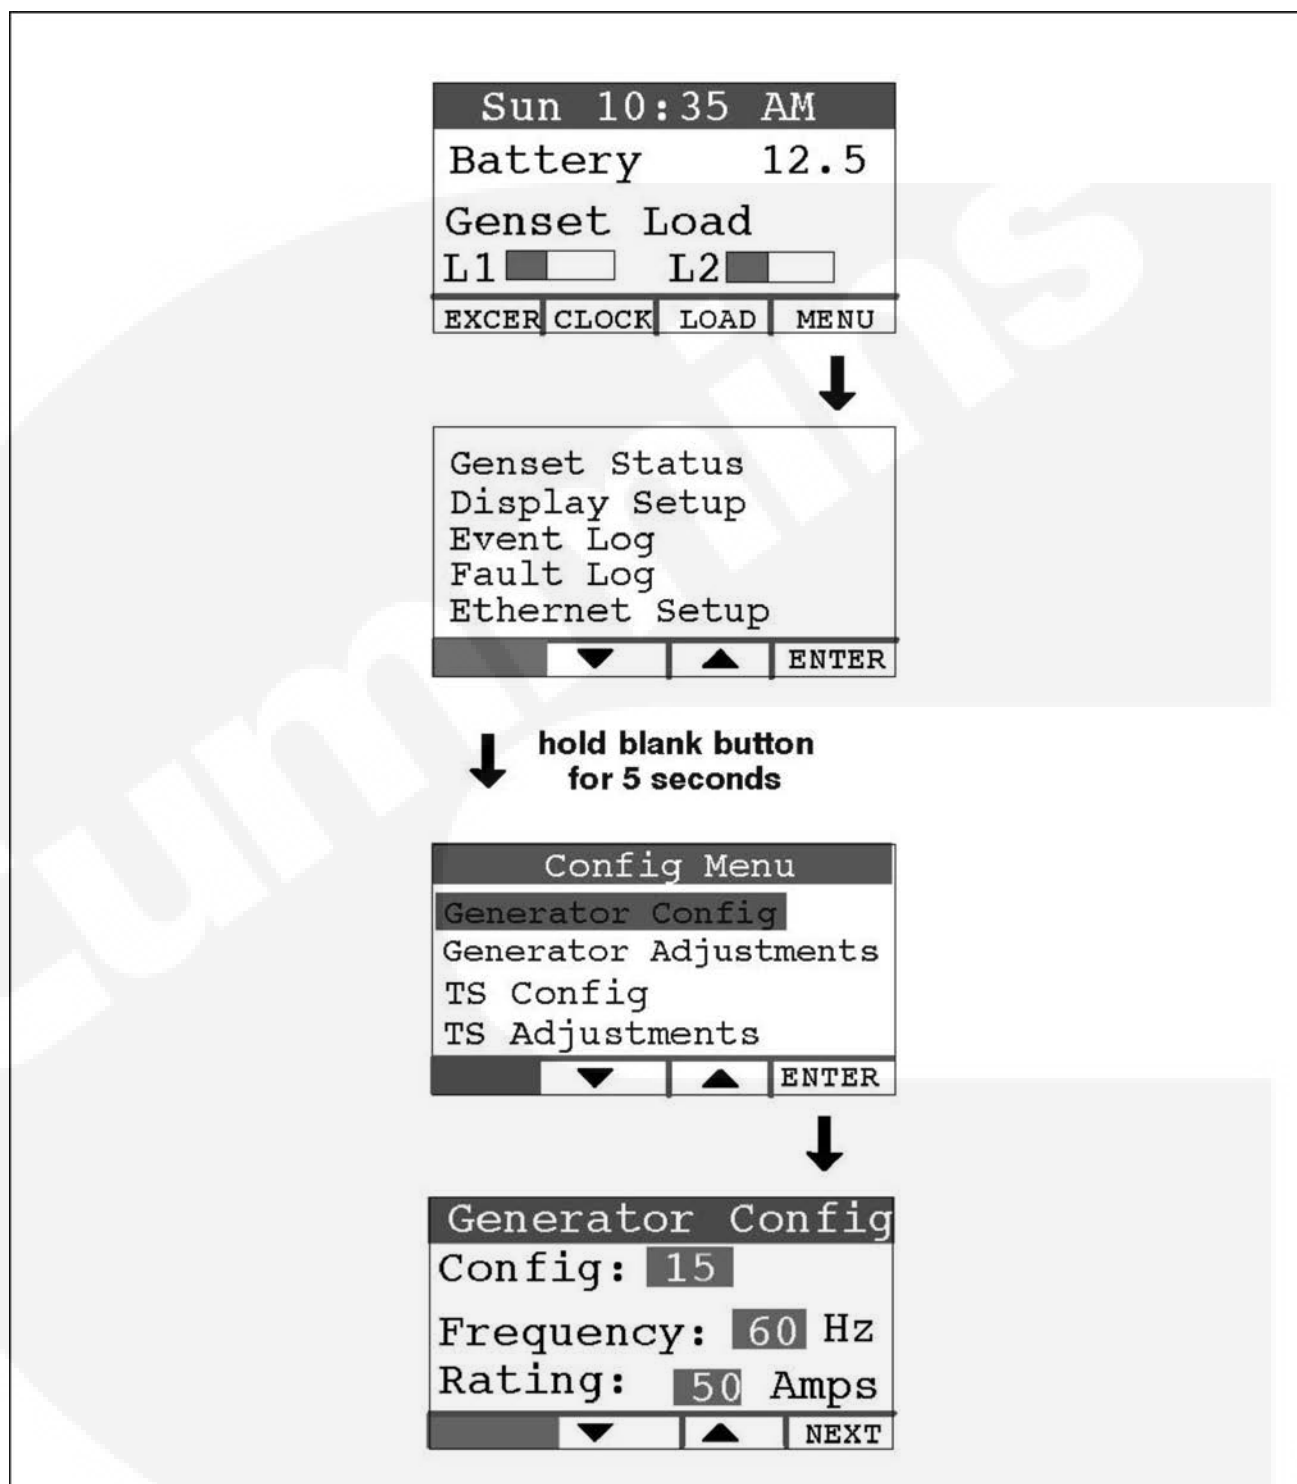 Sun 10:35 AM
Battery 12.5
Genset Load
L1 L2
EXCER CLOCK LOAD MENU
Genset Status
Display Setup
Event Log
Fault Log
Ethernet Setup
ENTER
hold blank button
for 5 seconds
Config Menu
Generator Config
Generator Adjustments
TS Config
TS Adjustments
ENTER
Generator Config
Config: 15
Frequency: 60 Hz
Rating: 50 Amps
NEXT
Cummins